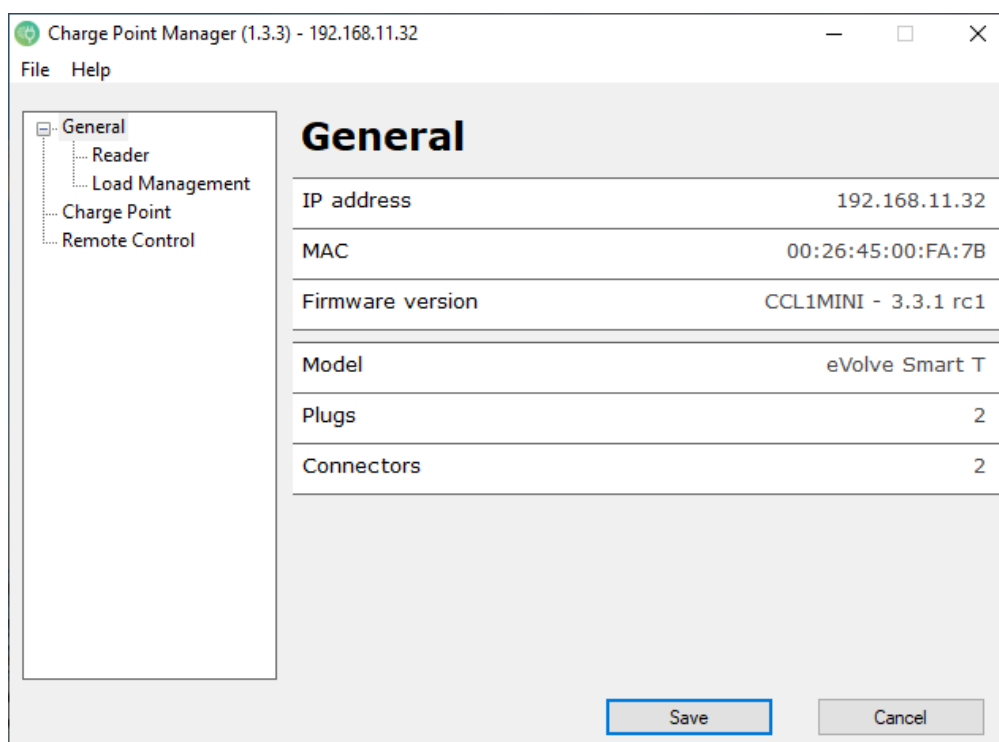 Charge Point Manager (1.3.3) - 192.168.11.32
File Help
General
Reader
Load Management
Charge Point
Remote Control
General
IP address 192.168.11.32
MAC 00:26:45:00:FA:7B
Firmware version CCL1MINI - 3.3.1 rc1
Model eVolve Smart T
Plugs 2
Connectors 2
Save Cancel